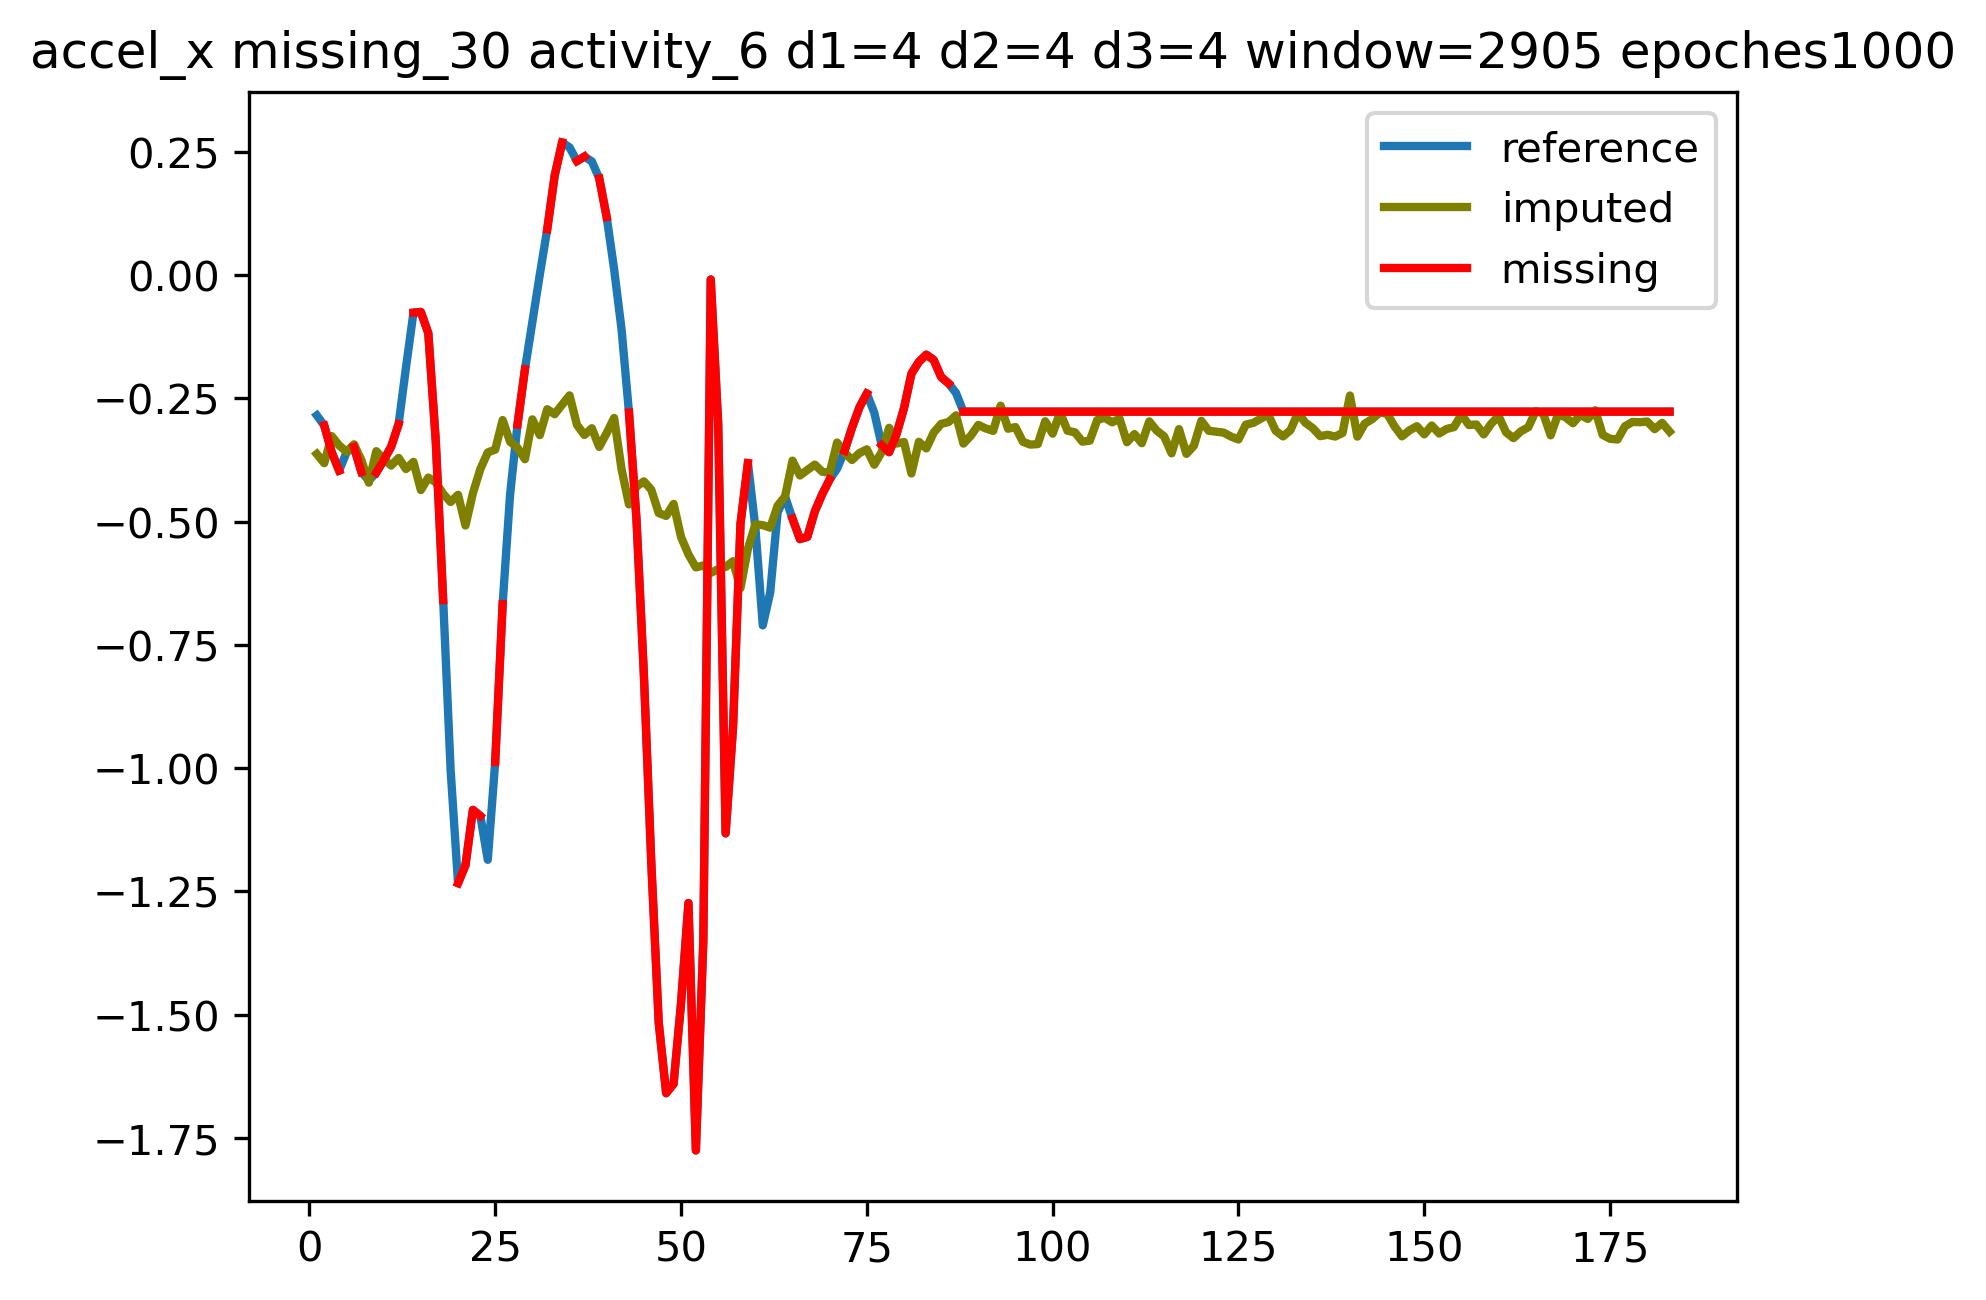 accel_x missing_30 activity_6 d1=4 d2=4 d3=4 window=2905 epoches1000
reference
imputed
missing
0.25
0.00
−0.25
−0.50
−0.75
−1.00
−1.25
−1.50
−1.75
0 25 50 75 100 125 150 175